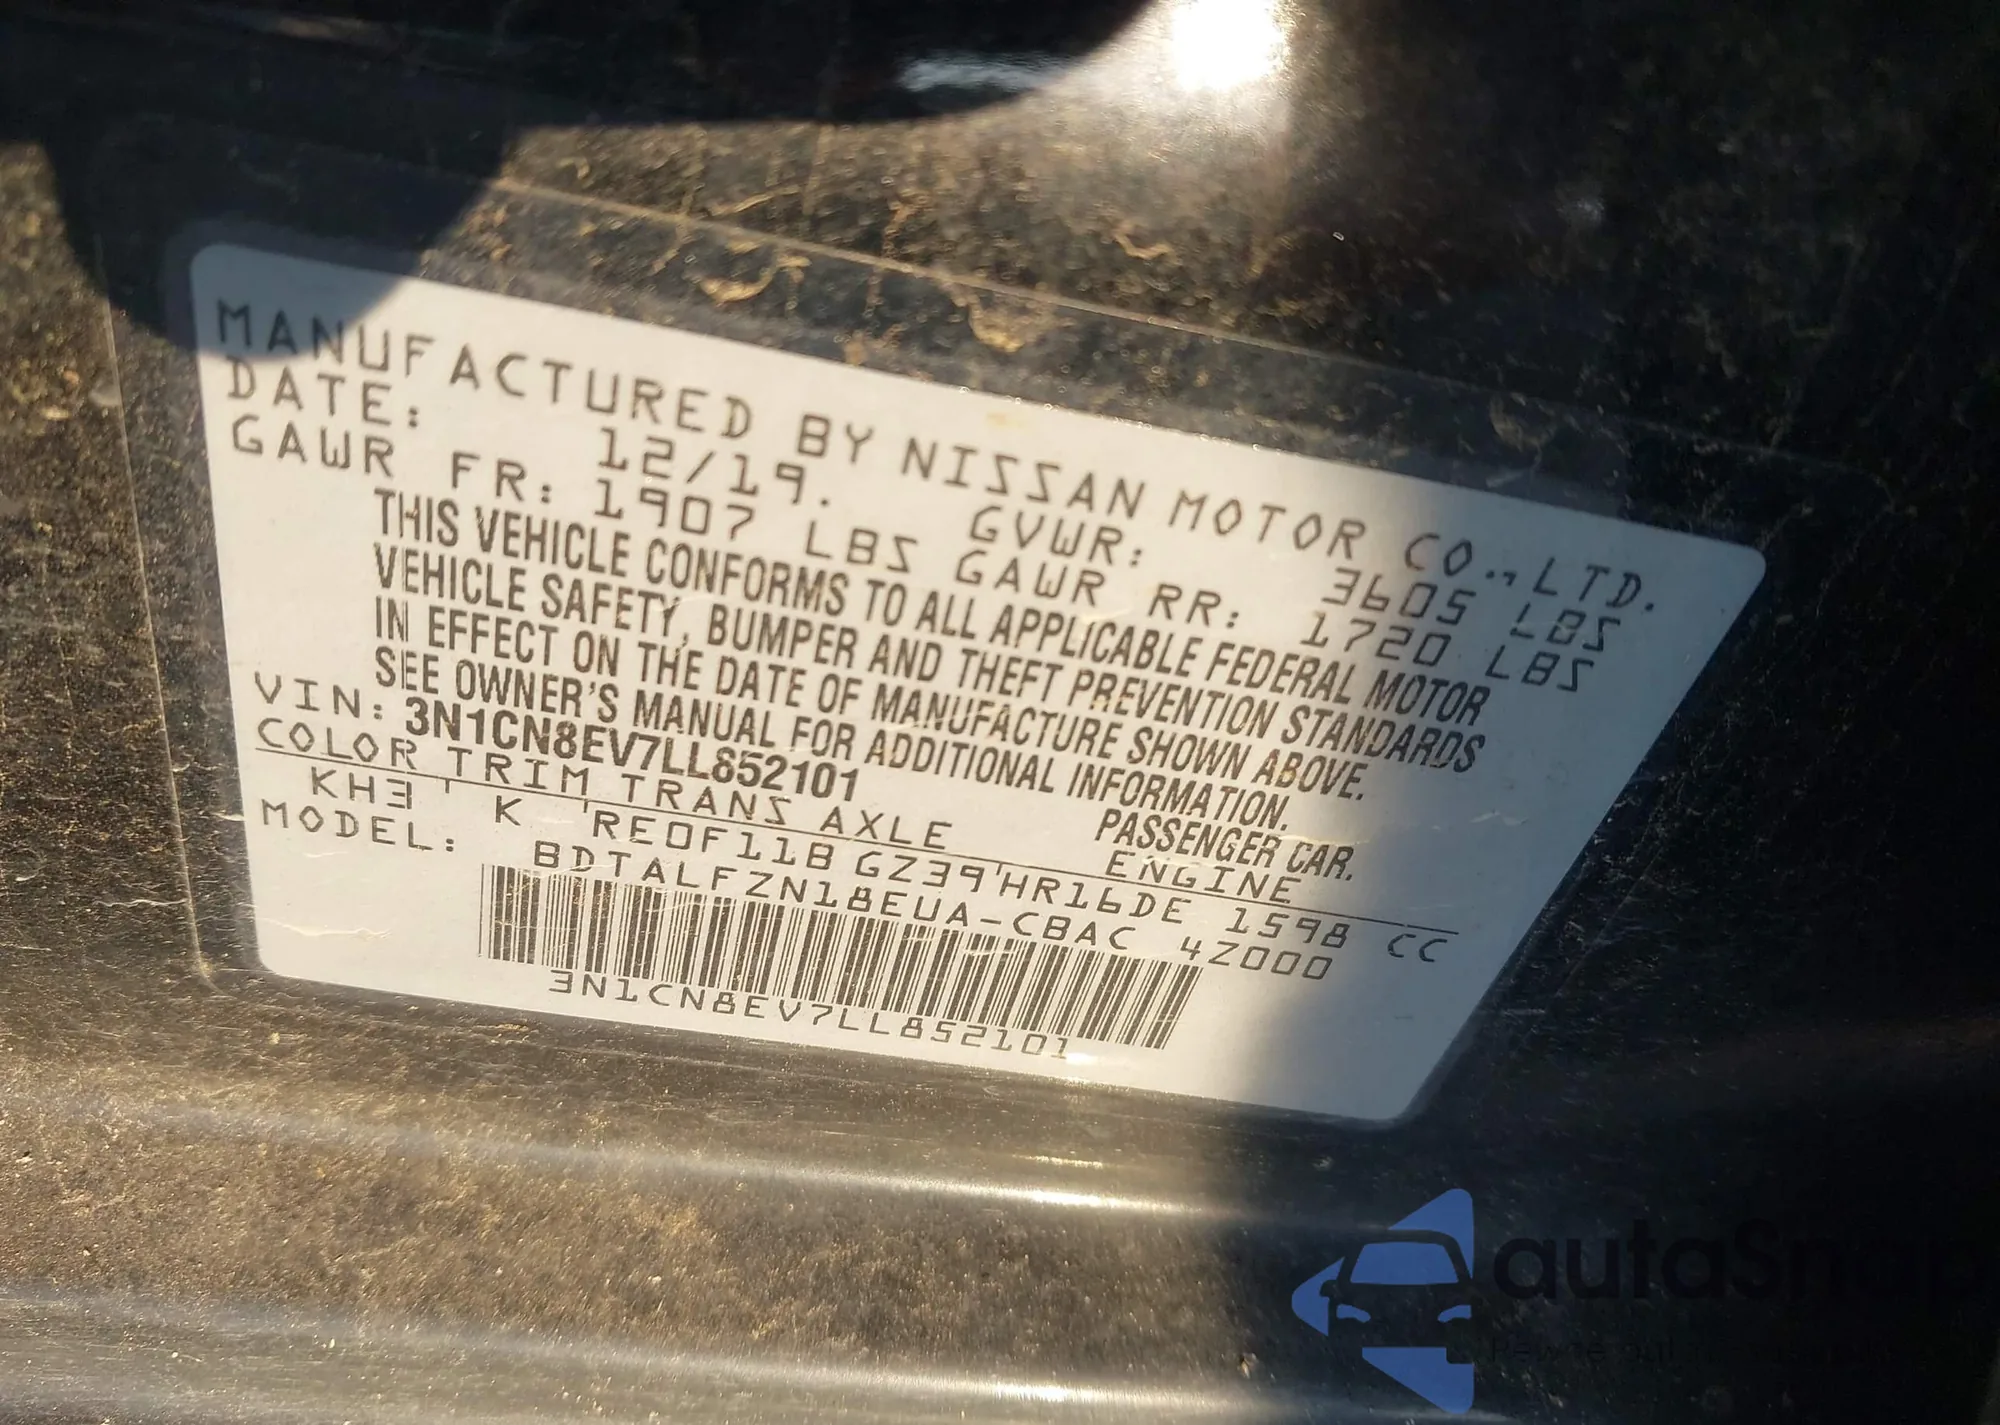 MANUFACTURED BY NISSAN MOTOR CO., LTD.
DATE: 12/19. GVWR: 3605 LBS
GAWR FR: 1907 LBS GAWR RR: 1720 LBS
THIS VEHICLE CONFORMS TO ALL APPLICABLE FEDERAL MOTOR
VEHICLE SAFETY, BUMPER AND THEFT PREVENTION STANDARDS
IN EFFECT ON THE DATE OF MANUFACTURE SHOWN ABOVE.
SEE OWNER'S MANUAL FOR ADDITIONAL INFORMATION.
VIN: 3N1CN8EV7LL852101 PASSENGER CAR.
COLOR TRIM TRANS AXLE ENGINE
KH3 ' K 'RE0F11B GZ39'HR16DE 1598 CC
MODEL: BDTALFZN18EUA-CBAC 4Z000
3N1CN8EV7LL852101